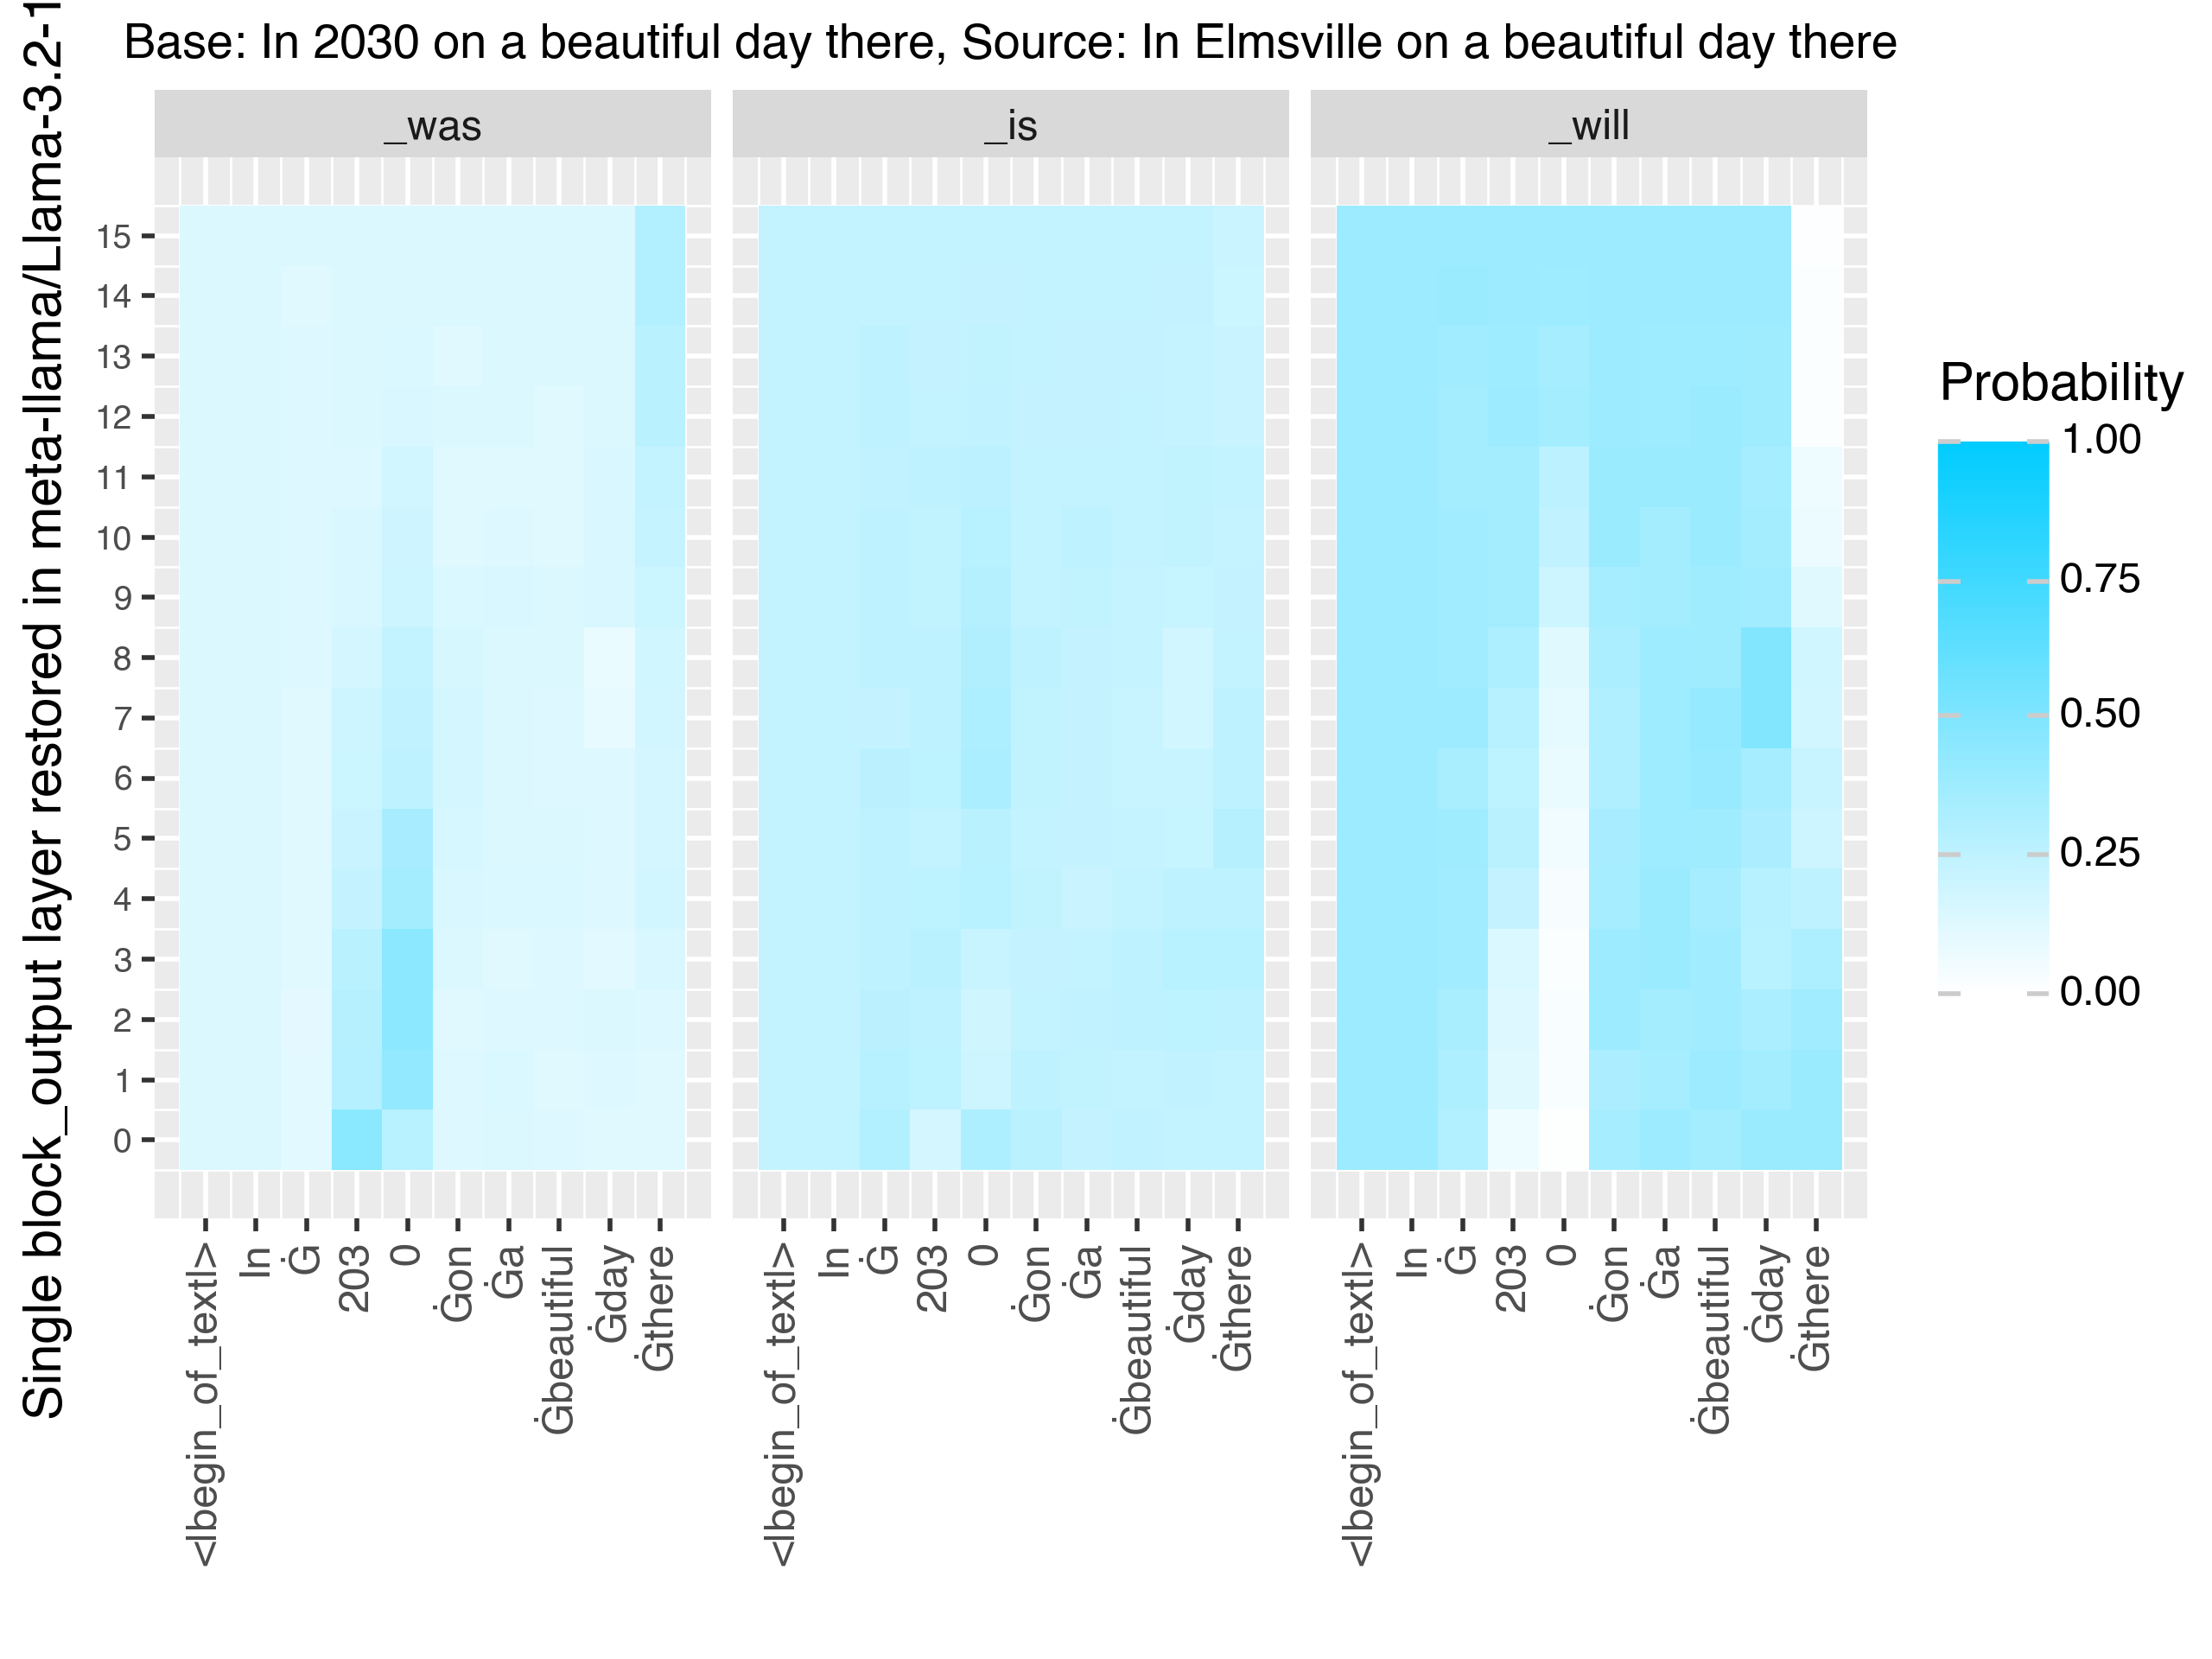 Base: In 2030 on a beautiful day there, Source: In Elmsville on a beautiful day there
Single block_output layer restored in meta-llama/Llama-3.2-1
_was
_is
_will
15
14
13
12
11
10
9
8
7
6
5
4
3
2
1
0
<|begin_of_text|>
In
Ġ
203
0
Ġon
Ġa
Ġbeautiful
Ġday
Ġthere
<|begin_of_text|>
In
Ġ
203
0
Ġon
Ġa
Ġbeautiful
Ġday
Ġthere
<|begin_of_text|>
In
Ġ
203
0
Ġon
Ġa
Ġbeautiful
Ġday
Ġthere
Probability
1.00
0.75
0.50
0.25
0.00